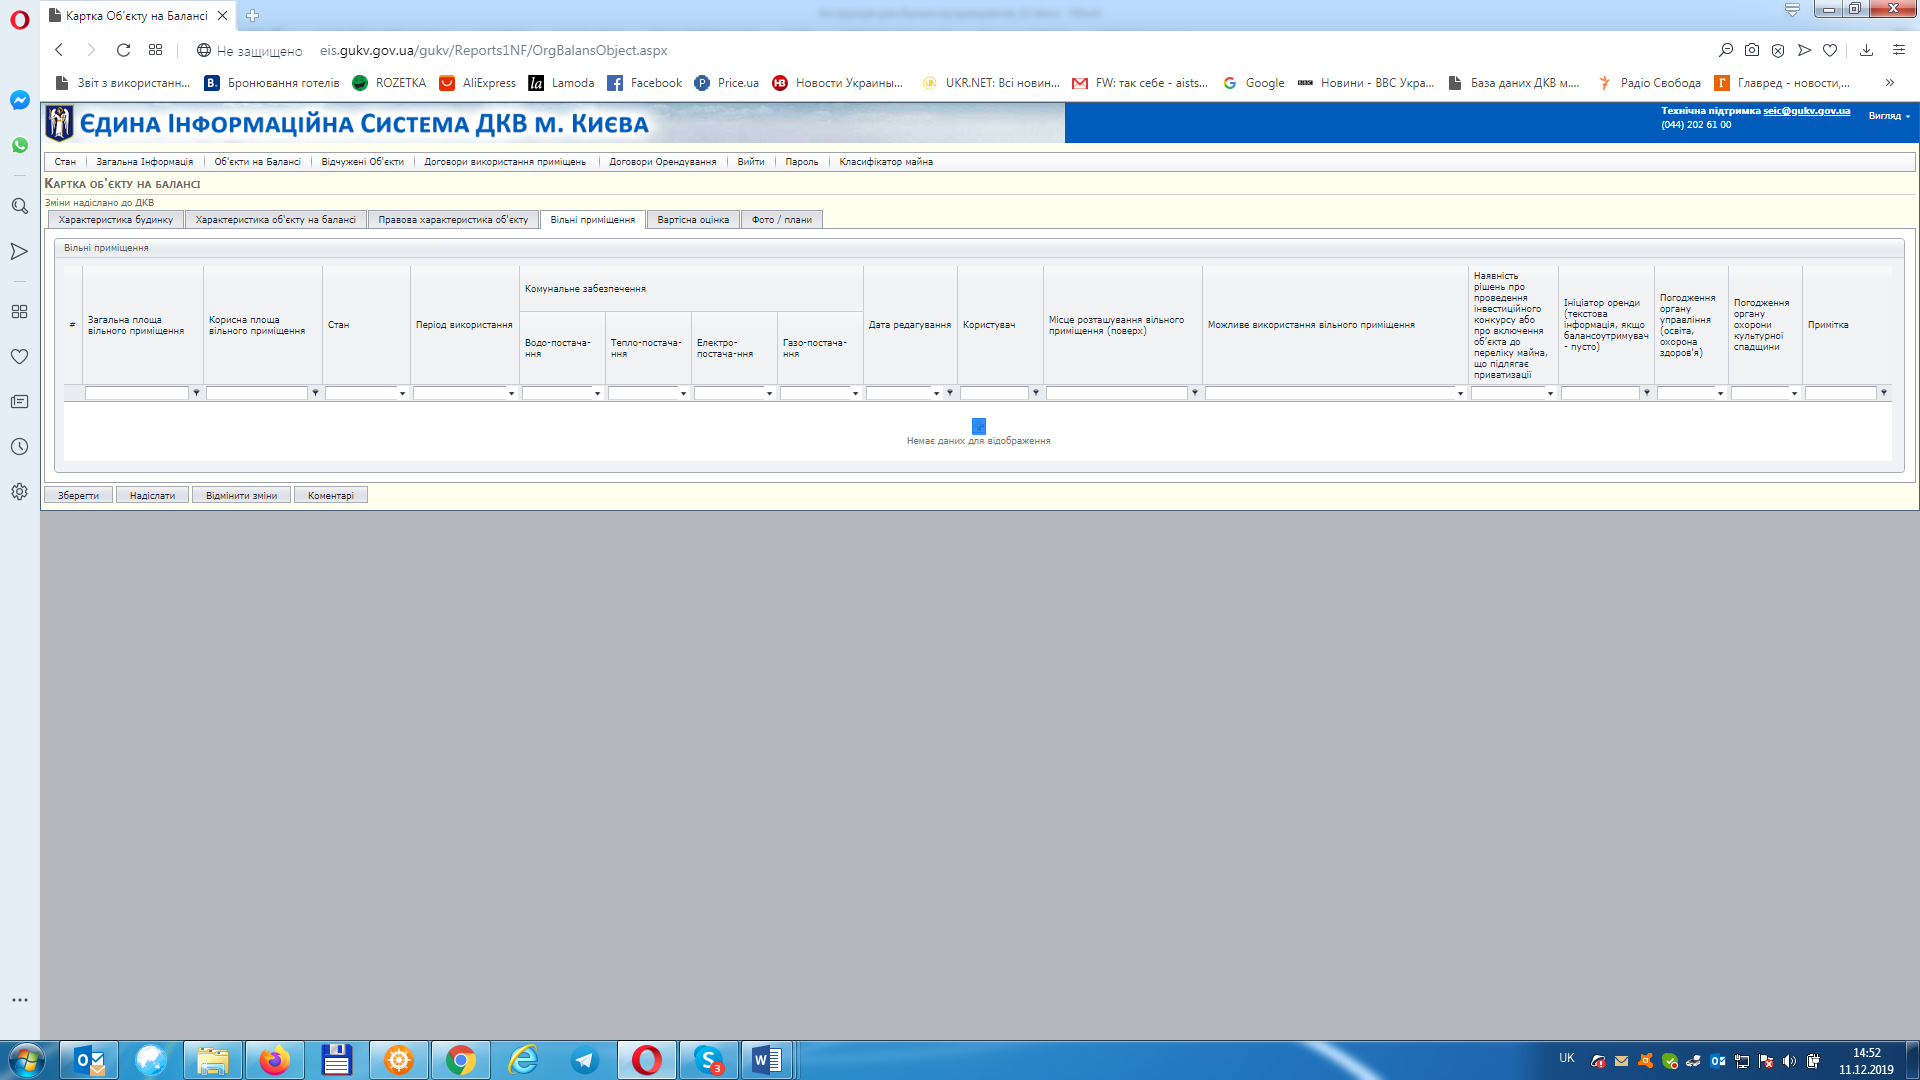 Картка Об'єкту на Балансі
Не защищено eis.gukv.gov.ua/gukv/Reports1NF/OrgBalansObject.aspx
Звіт з використанн... Бронювання готелів ROZETKA AliExpress Lamoda Facebook Price.ua Новости Украины... UKR.NET: Всі новин... FW: так себе - aists... Google Новини - BBC Укра... База даних ДКВ м.... Радіо Свобода Главред - новости,...
Єдина Інформаційна Система ДКВ м. Києва
Технічна підтримка seic@gukv.gov.ua
(044) 202 61 00
Вигляд
Стан Загальна Інформація Об'єкти на Балансі Відчужені Об'єкти Договори використання приміщень Договори Орендування Вийти Пароль Класифікатор майна
Картка об'єкту на балансі
Зміни надіслано до ДКВ
Характеристика будинку Характеристика об'єкту на балансі Правова характеристика об'єкту Вільні приміщення Вартісна оцінка Фото / плани
Вільні приміщення
#
Загальна площа
вільного приміщення
Корисна площа
вільного приміщення
Стан
Період використання
Комунальне забезпечення
Водо-постача-
ння
Тепло-постача-
ння
Електро-
постача-ння
Газо-постача-
ння
Дата редагування
Користувач
Місце розташування вільного
приміщення (поверх)
Можливе використання вільного приміщення
Наявність
рішень про
проведення
інвестиційного
конкурсу або
про включення
об'єкта до
переліку майна,
що підлягає
приватизації
Ініціатор оренди
(текстова
інформація, якщо
балансоутримувач
- пусто)
Погодження
органу
управління
(освіта,
охорона
здоров'я)
Погодження
органу
охорони
культурної
спадщини
Примітка
Немає даних для відображення
Зберегти Надіслати Відмінити зміни Коментарі
UK
14:52
11.12.2019